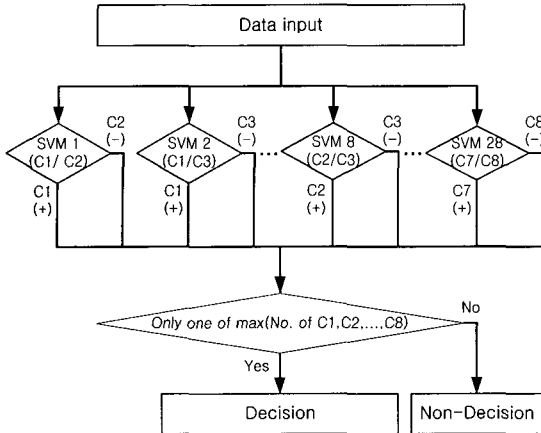 Data input
C2
(−)
SVM 1
(C1/ C2)
C1
(+)
C3
(−)
SVM 2
(C1/C3)
C1
(+)
....
C3
(−)
SVM 8
(C2/C3)
C2
(+)
....
C8
(−)
SVM 28
(C7/C8)
C7
(+)
Only one of max(No. of C1,C2,...,C8)
No
Yes
Decision
Non-Decision